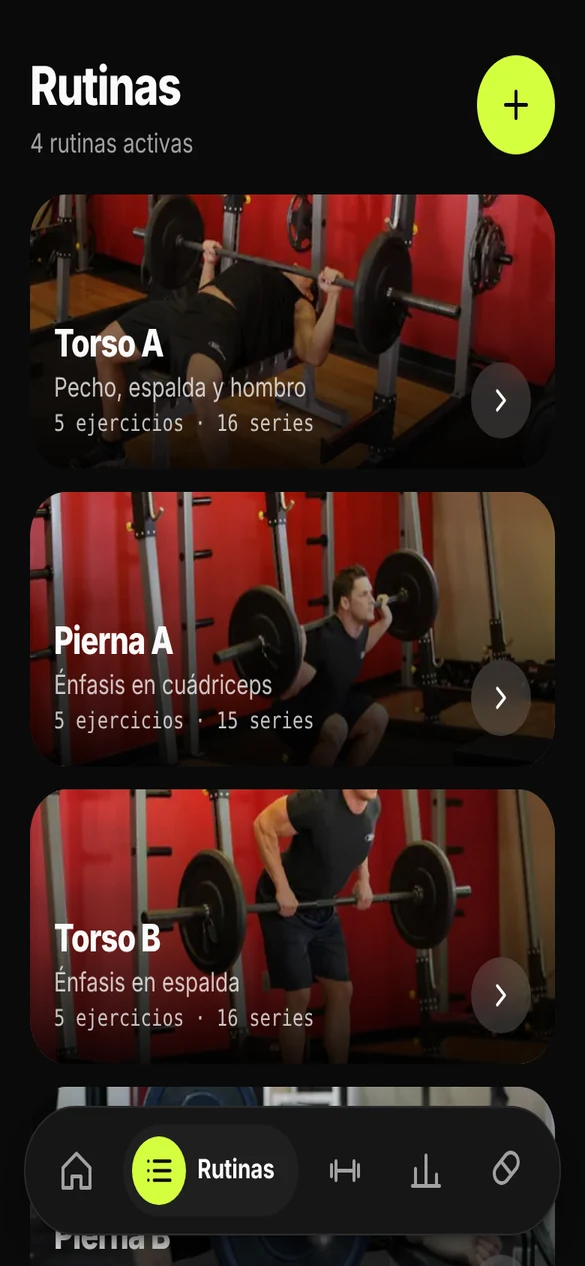 Rutinas
4 rutinas activas
Torso A
Pecho, espalda y hombro
5 ejercicios · 16 series
Pierna A
Énfasis en cuádriceps
5 ejercicios · 15 series
Torso B
Énfasis en espalda
5 ejercicios · 16 series
Rutinas
Pierna B